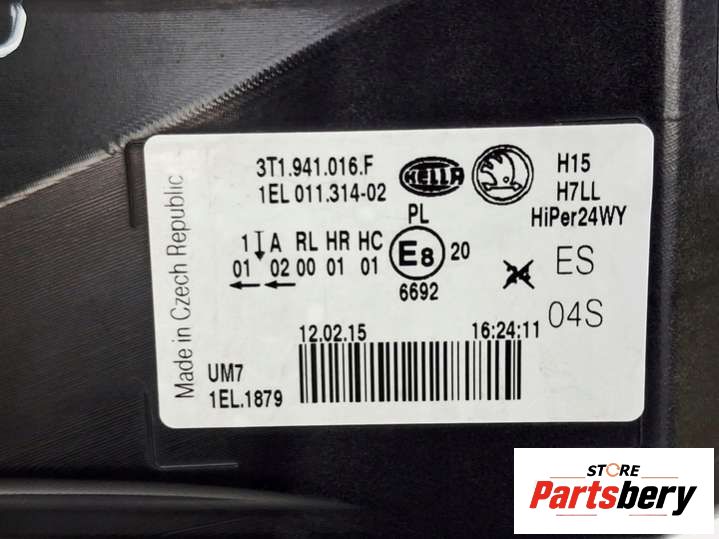 Made in Czech Republic
3T1.941.016.F
1EL 011.314-02
HELLA
H15
H7LL
HiPer24WY
PL
1 A RL HR HC
01 02 00 01 01
E8 20
6692
24 ES
04S
12.02.15 16:24:11
UM7
1EL.1879
STORE
Partsbery